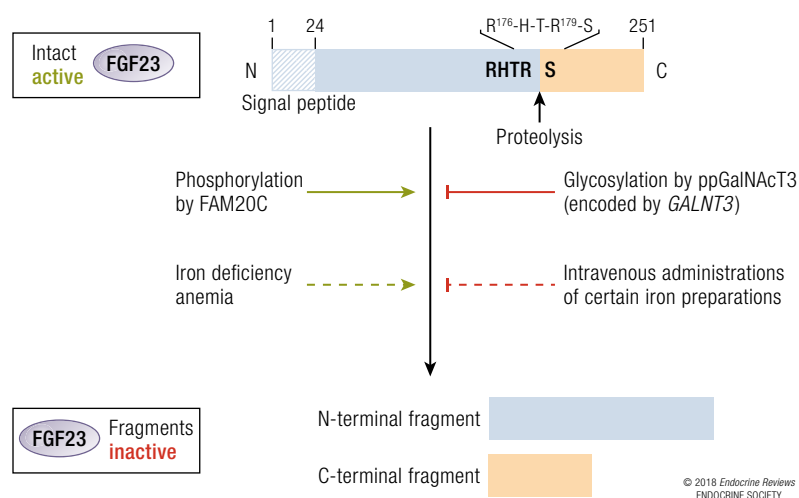 1 24 R176-H-T-R179-S 251
Intact
active
FGF23
N RHTR S C
Signal peptide
Proteolysis
Phosphorylation
by FAM20C
Glycosylation by ppGalNAcT3
(encoded by GALNT3)
Iron deficiency
anemia
Intravenous administrations
of certain iron preparations
FGF23
Fragments
inactive
N-terminal fragment
C-terminal fragment
© 2018 Endocrine Reviews
ENDOCRINE SOCIETY